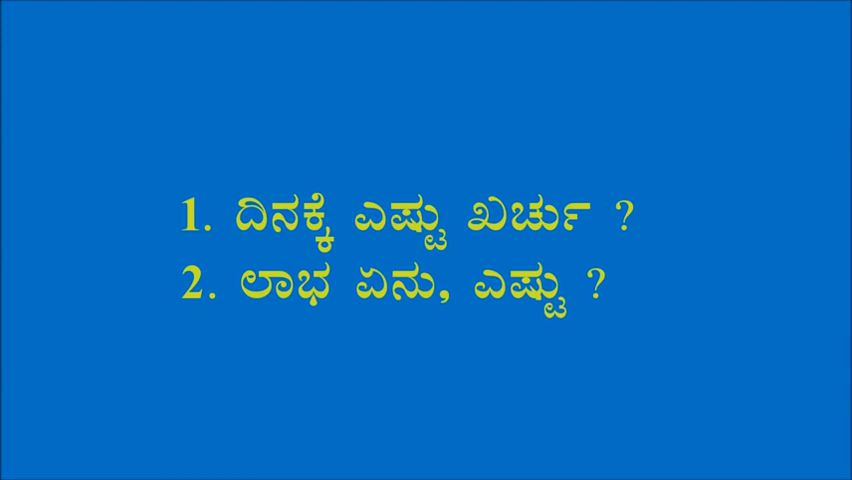 1. ದಿನಕ್ಕೆ ಎಷ್ಟು ಖರ್ಚು ?
2. ಲಾಭ ಏನು, ಎಷ್ಟು ?